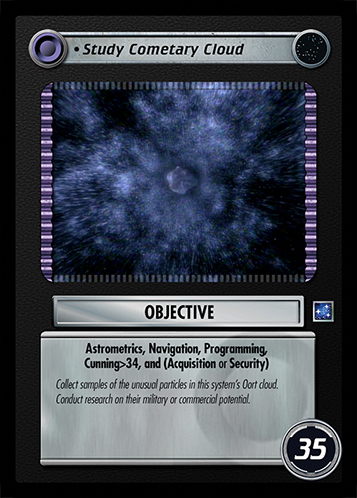 • Study Cometary Cloud
OBJECTIVE
Astrometrics, Navigation, Programming,
Cunning>34, and (Acquisition or Security)
Collect samples of the unusual particles in this system's Oort cloud.
Conduct research on their military or commercial potential.
35